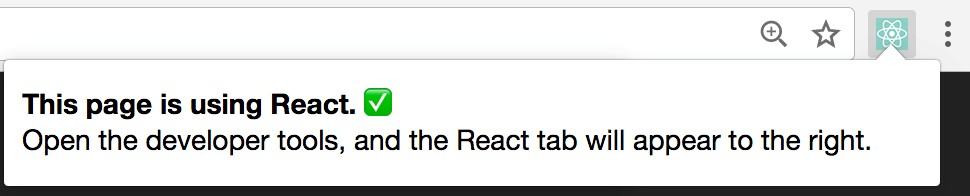 This page is using React. ✅
Open the developer tools, and the React tab will appear to the right.